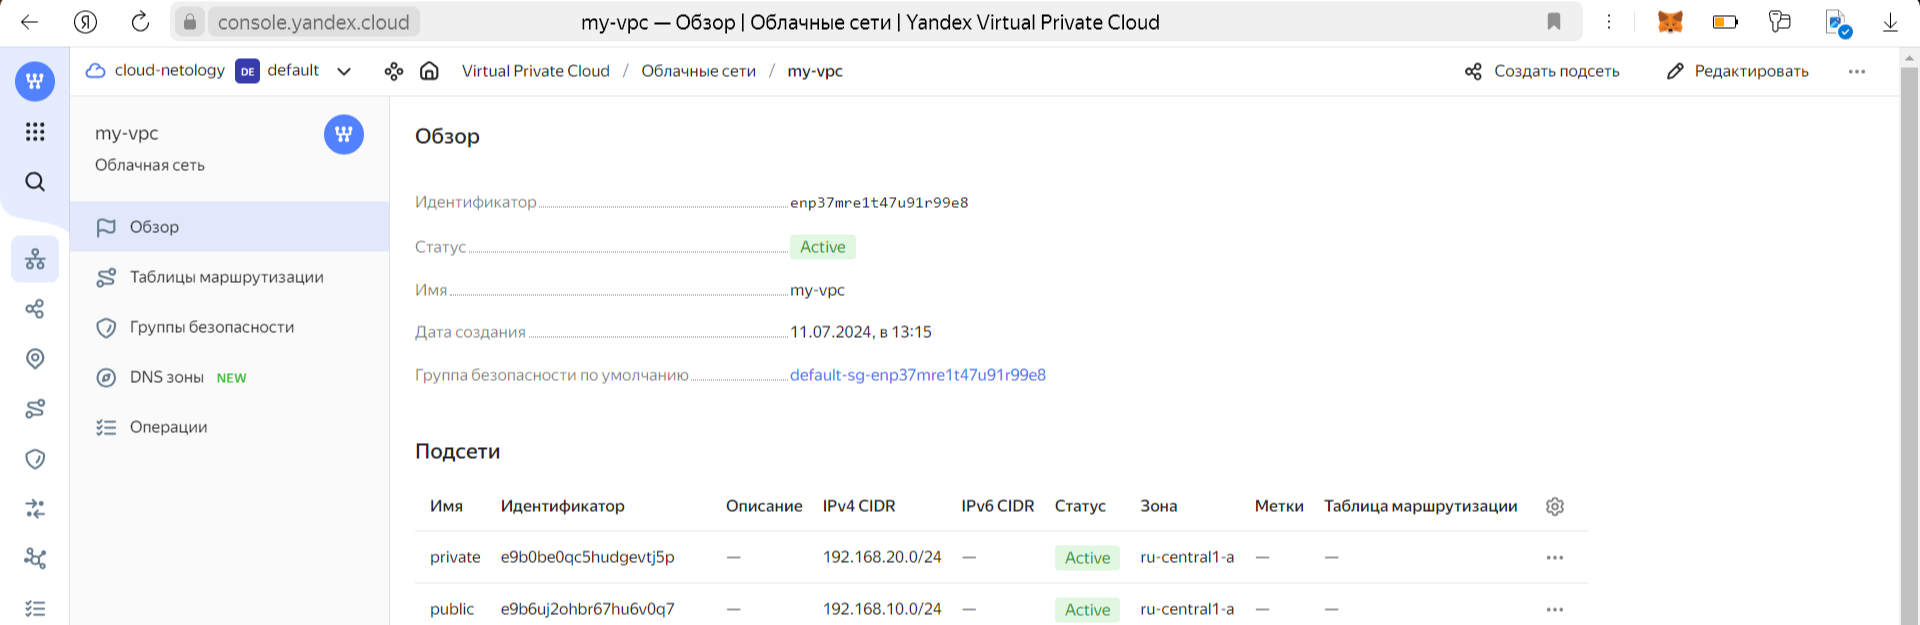 console.yandex.cloud
my-vpc — Обзор | Облачные сети | Yandex Virtual Private Cloud
cloud-netology DE default
Virtual Private Cloud / Облачные сети / my-vpc
Создать подсеть
Редактировать
my-vpc
Облачная сеть
Обзор
Таблицы маршрутизации
Группы безопасности
DNS зоны NEW
Операции
Обзор
Идентификатор enp37mre1t47u91r99e8
Статус Active
Имя my-vpc
Дата создания 11.07.2024, в 13:15
Группа безопасности по умолчанию default-sg-enp37mre1t47u91r99e8
Подсети
Имя Идентификатор Описание IPv4 CIDR IPv6 CIDR Статус Зона Метки Таблица маршрутизации
private e9b0be0qc5hudgevtj5p — 192.168.20.0/24 — Active ru-central1-a — —
public e9b6uj2ohbr67hu6v0q7 — 192.168.10.0/24 — Active ru-central1-a — —